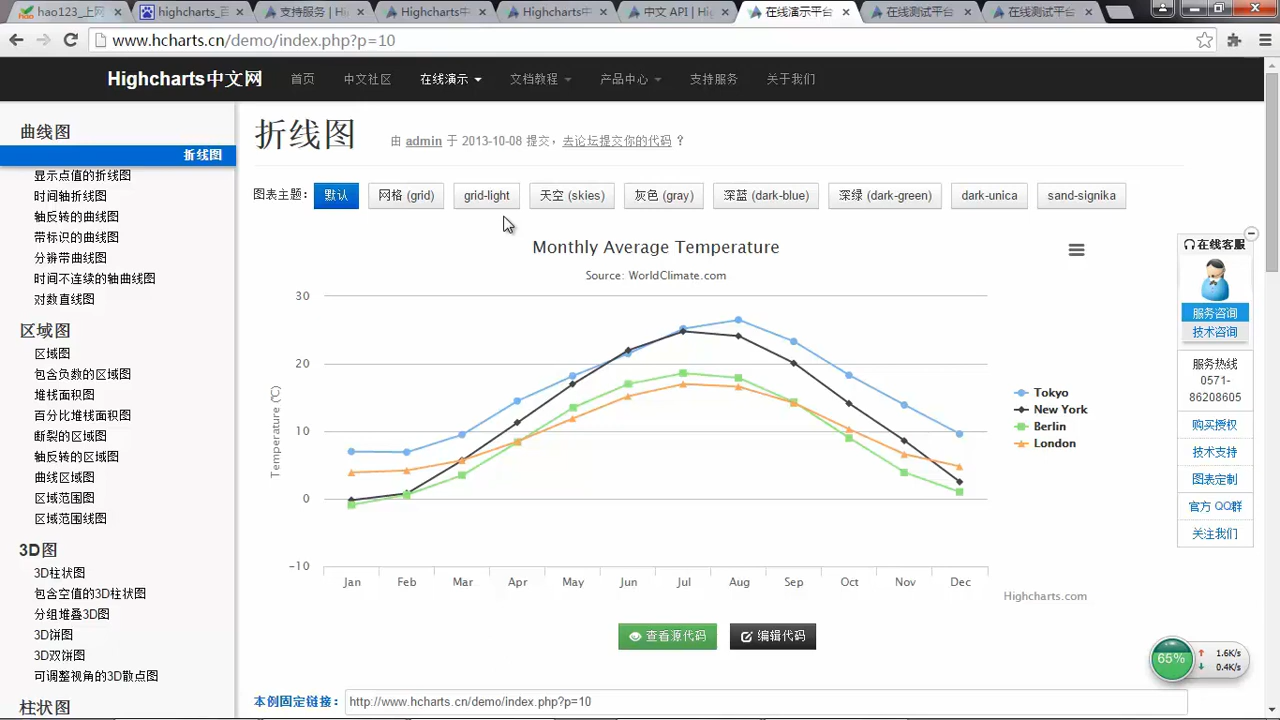 hao123_上网
highcharts_百
支持服务 | Hi
Highcharts中
Highcharts中
中文 API | Hig
在线演示平台
在线测试平台
在线测试平台
www.hcharts.cn/demo/index.php?p=10
Highcharts中文网 首页 中文社区 在线演示 文档教程 产品中心 支持服务 关于我们
曲线图
折线图
显示点值的折线图
时间轴折线图
轴反转的曲线图
带标识的曲线图
分辨带曲线图
时间不连续的轴曲线图
对数直线图
区域图
区域图
包含负数的区域图
堆栈面积图
百分比堆栈面积图
断裂的区域图
轴反转的区域图
曲线区域图
区域范围图
区域范围线图
3D图
3D柱状图
包含空值的3D柱状图
分组堆叠3D图
3D饼图
3D双饼图
可调整视角的3D散点图
柱状图
折线图 由 admin 于 2013-10-08 提交，去论坛提交你的代码 ？
图表主题： 默认 网格 (grid) grid-light 天空 (skies) 灰色 (gray) 深蓝 (dark-blue) 深绿 (dark-green) dark-unica sand-signika
Monthly Average Temperature
Source: WorldClimate.com
Temperature (℃)
30
20
10
0
-10
Jan Feb Mar Apr May Jun Jul Aug Sep Oct Nov Dec
Tokyo
New York
Berlin
London
Highcharts.com
查看源代码 编辑代码
本例固定链接： http://www.hcharts.cn/demo/index.php?p=10
在线客服
服务咨询
技术咨询
服务热线
0571-
86208605
购买授权
技术支持
图表定制
官方 QQ群
关注我们
65%
1.6K/s
0.4K/s